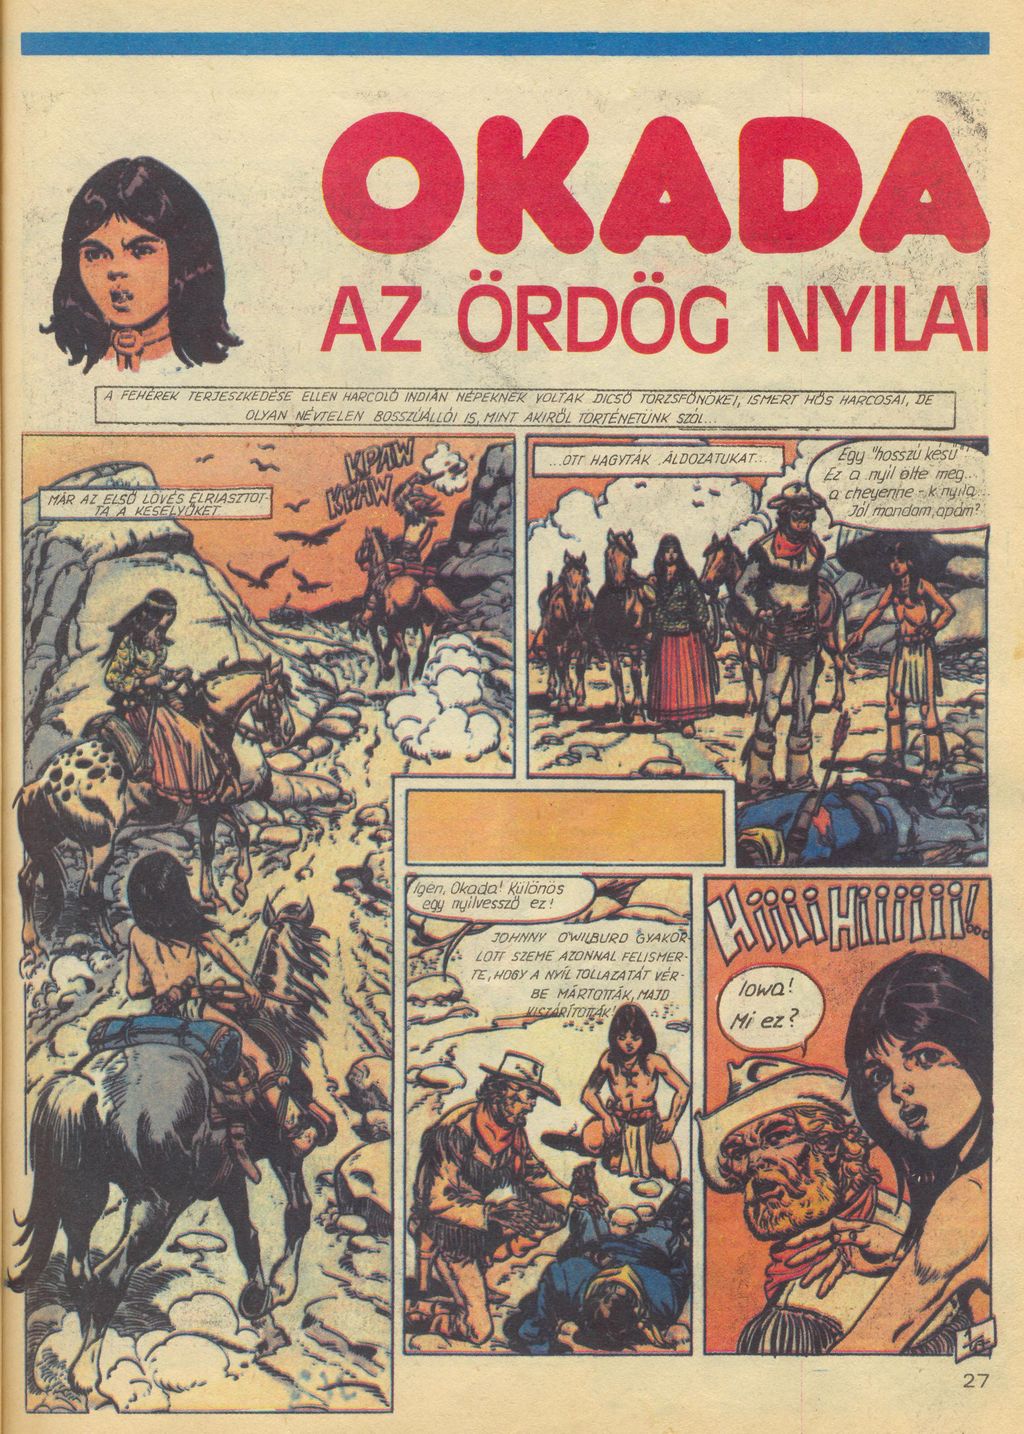 OKADA
AZ ÖRDÖG NYILAI
A FEHÉREK TERJESZKEDÉSE ELLEN HARCOLÓ INDIÁN NÉPEKNEK VOLTAK DICSŐ TÖRZSFŐNÖKEI, ISMERT HŐS HARCOSAI, DE
OLYAN NÉVTELEN BOSSZÚÁLLÓI IS, MINT AKIRŐL TÖRTÉNETÜNK SZÓL...
MÁR AZ ELSŐ LÖVÉS ELRIASZTOT-
TA A KESELYŰKET
KPAW
KPAW
...OTT HAGYTÁK ÁLDOZATUKAT...
Egy "hosszú késű"!
Ez a nyíl ölte meg...
a cheyenne-k nyila.
Jól mondom, apám?
Igen, Okada! Különös
egy nyílvessző ez!
JOHNNY O'WILBURD GYAKOR-
LOTT SZEME AZONNAL FELISMER-
TE, HOGY A NYÍL TOLLAZATÁT VÉR-
BE MÁRTOTTÁK, MAJD
KISZÁRÍTOTTÁK!
HiiiiHiiiiii!...
Iowa!
Mi ez?
27